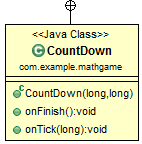 <<Java Class>>
CountDown
com.example.mathgame
CountDown(long,long)
onFinish():void
onTick(long):void